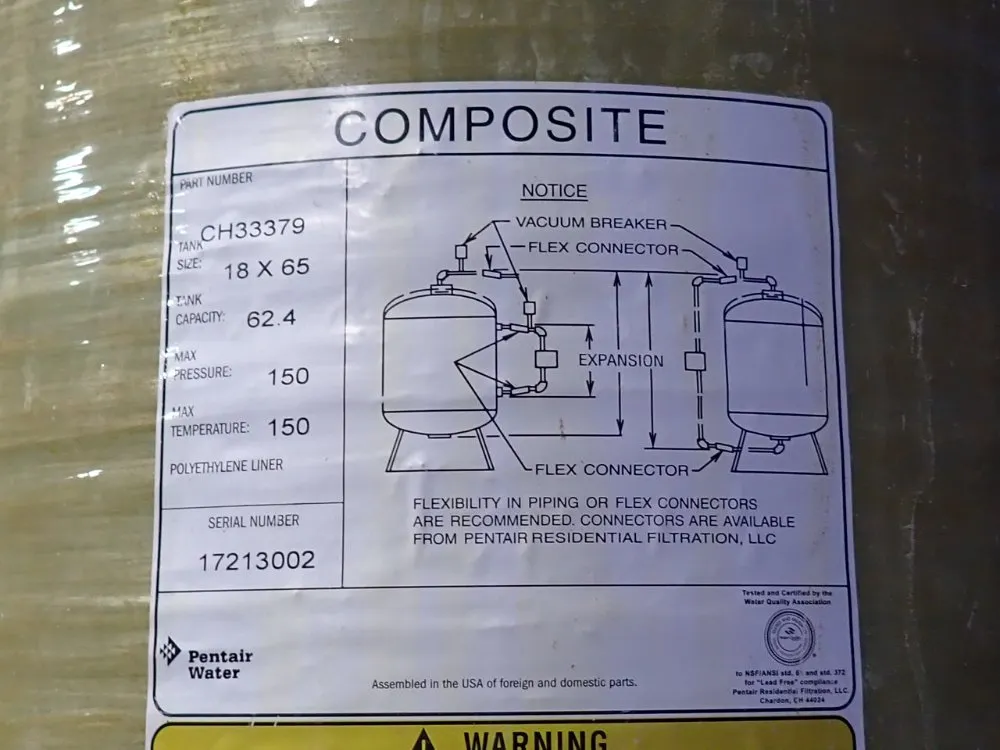 COMPOSITE
PART NUMBER
CH33379
TANK
SIZE: 18 X 65
TANK
CAPACITY: 62.4
MAX
PRESSURE: 150
MAX
TEMPERATURE: 150
POLYETHYLENE LINER
SERIAL NUMBER
17213002
NOTICE
VACUUM BREAKER
FLEX CONNECTOR
EXPANSION
FLEX CONNECTOR
FLEXIBILITY IN PIPING OR FLEX CONNECTORS
ARE RECOMMENDED. CONNECTORS ARE AVAILABLE
FROM PENTAIR RESIDENTIAL FILTRATION, LLC
Pentair
Water
Assembled in the USA of foreign and domestic parts.
Tested and Certified by the
Water Quality Association
to NSF/ANSI std. and std. 372
for "Lead Free" compliance
Pentair Residential Filtration, LLC
Chardon, OH 44024
WARNING